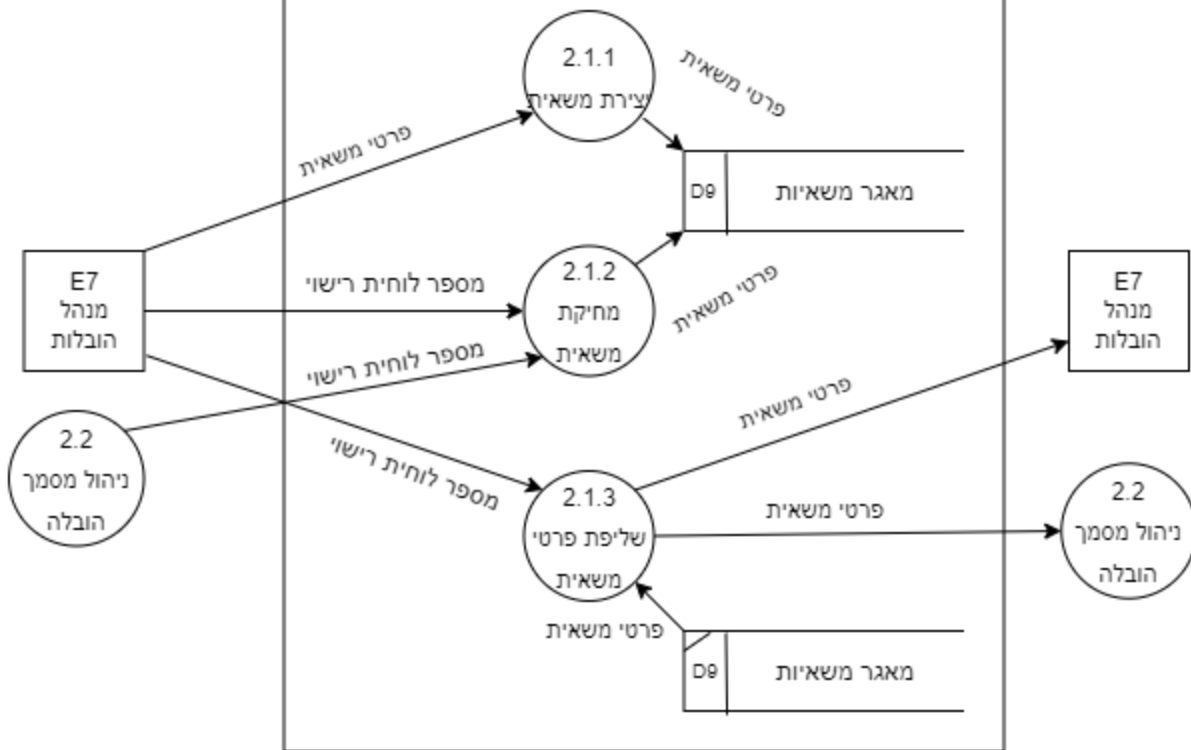 2.1.1
יצירת משאית
פרטי משאית
פרטי משאית
D9
מאגר משאיות
E7
מנהל
הובלות
מספר לוחית רישוי
2.1.2
מחיקת
משאית
פרטי משאית
E7
מנהל
הובלות
מספר לוחית רישוי
2.2
ניהול מסמך
הובלה
מספר לוחית רישוי
פרטי משאית
2.1.3
שליפת פרטי
משאית
פרטי משאית
2.2
ניהול מסמך
הובלה
פרטי משאית
D9
מאגר משאיות